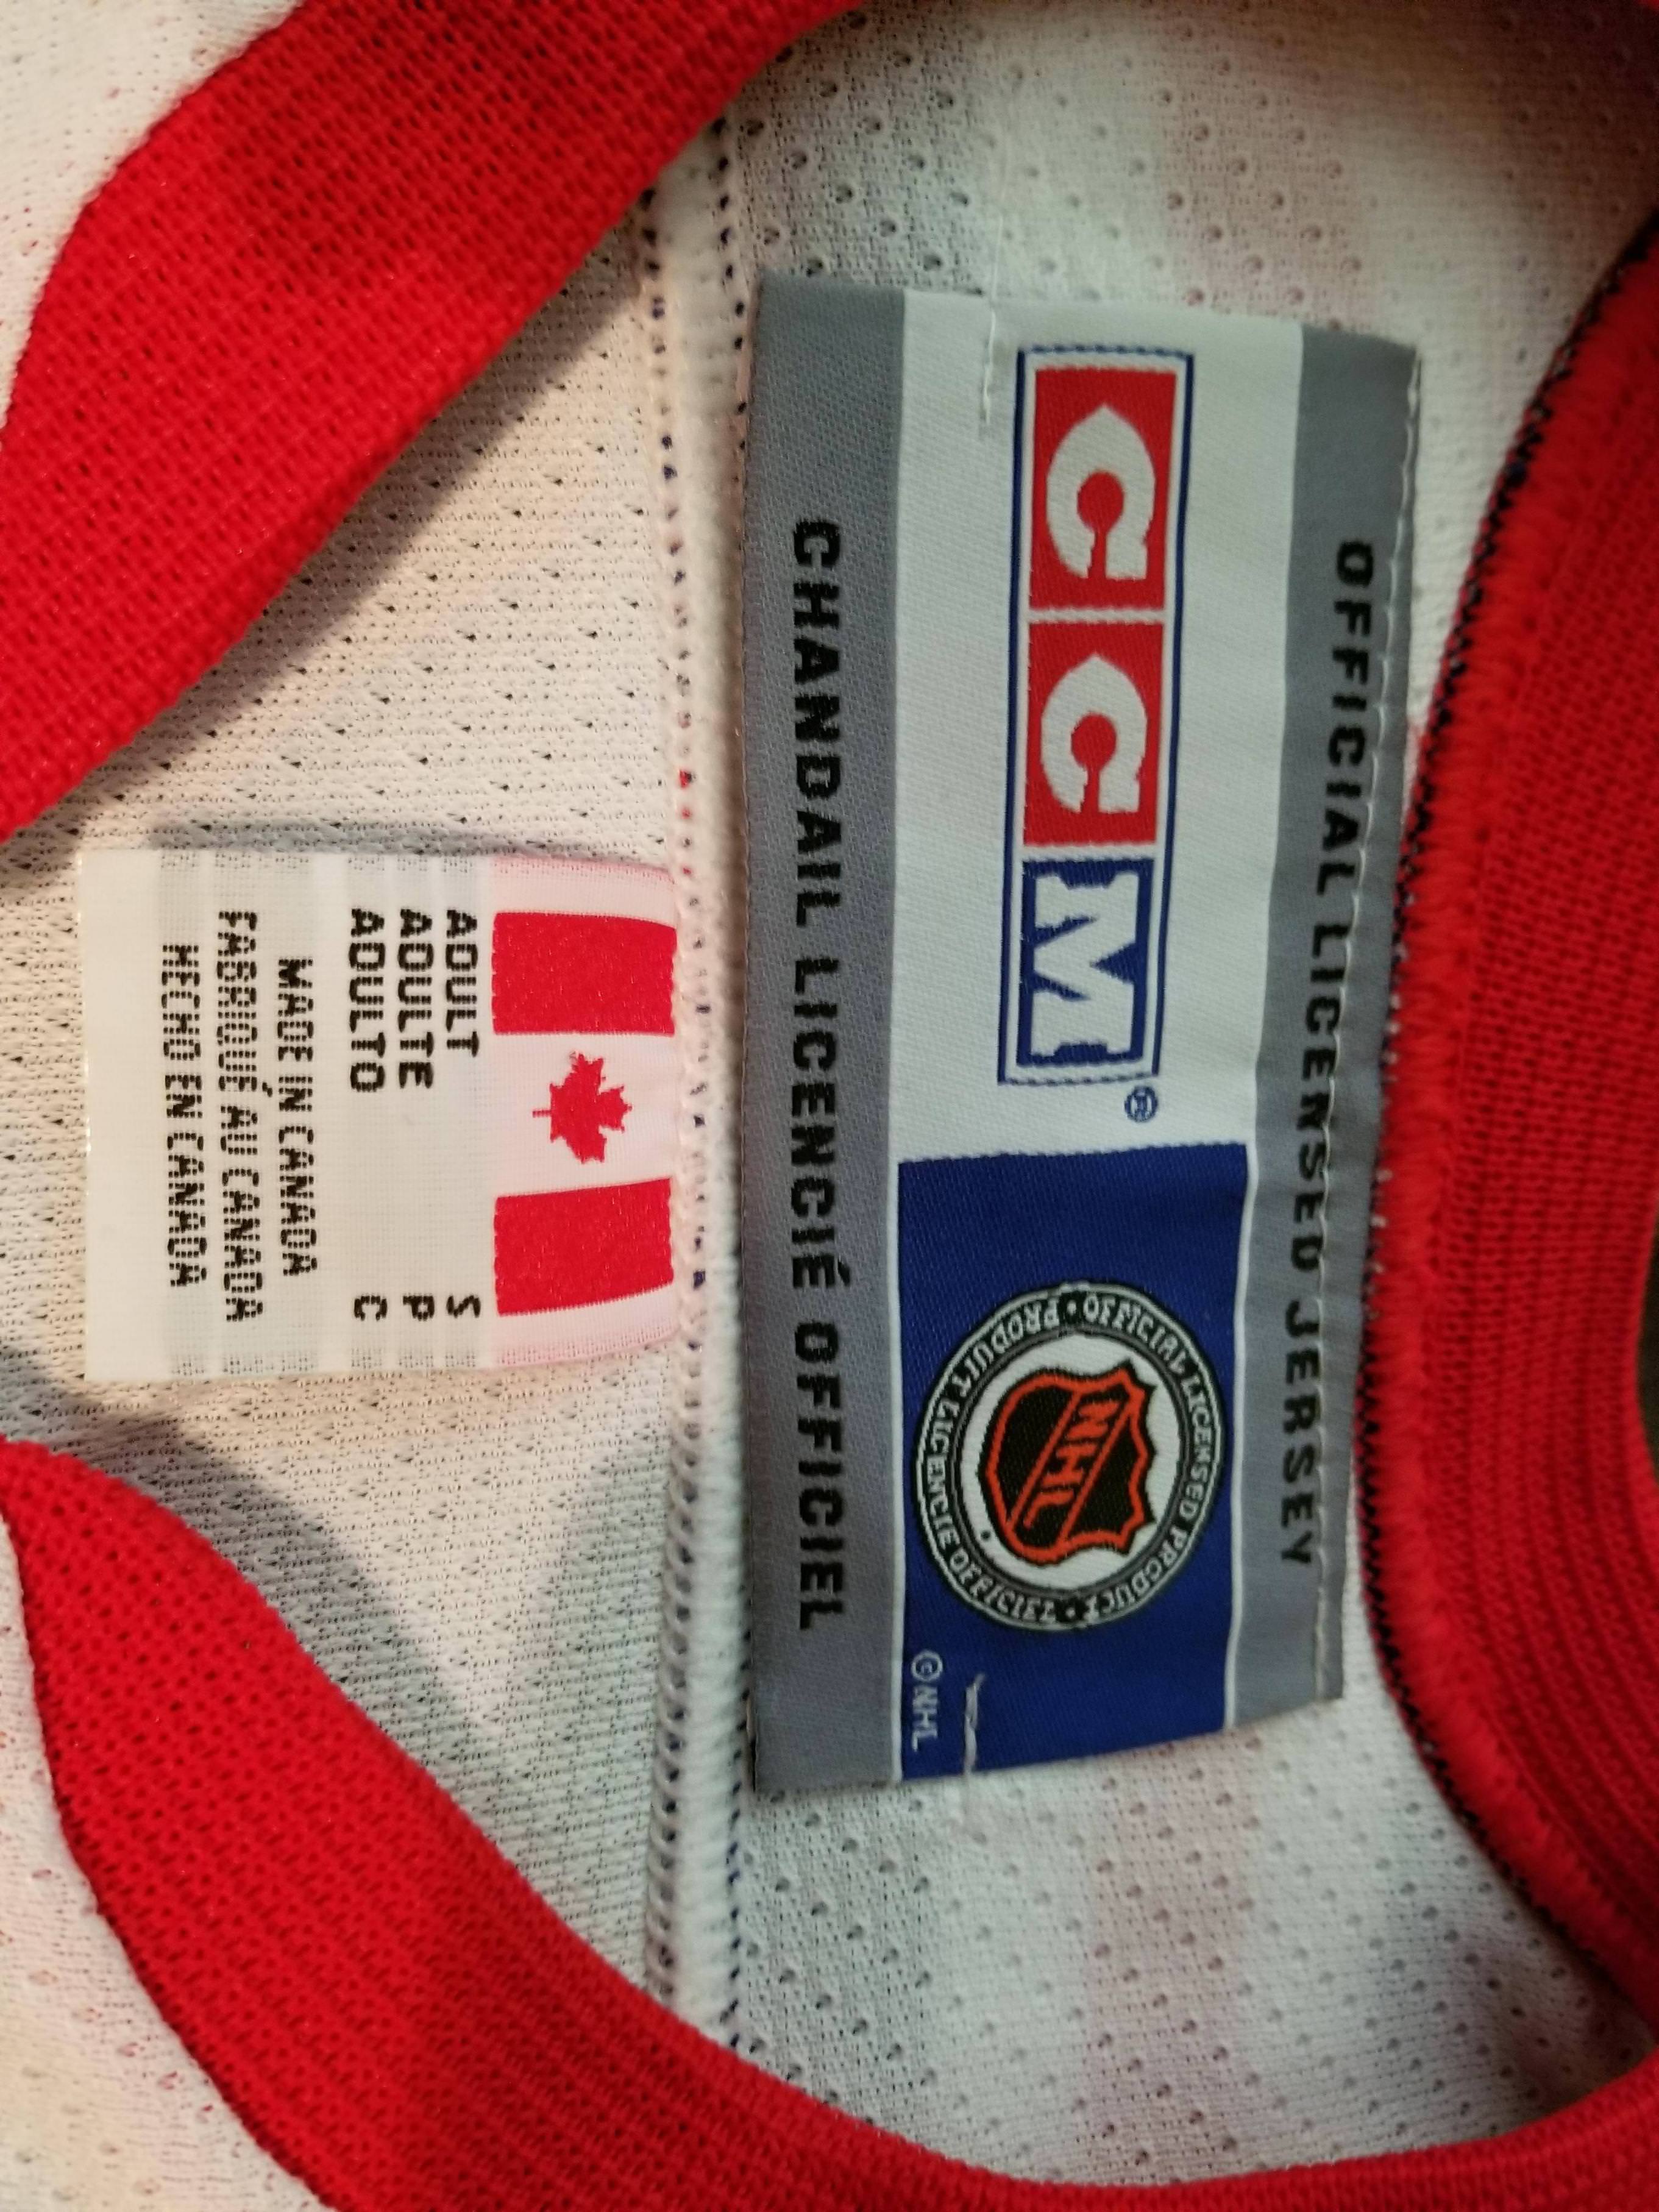 OFFICIAL LICENSED JERSEY
CCM®
OFFICIAL LICENSED PRODUCT • PRODUIT LICENCIE OFFICIEL •
NHL
©NHL
CHANDAIL LICENCIÉ OFFICIEL
ADULT S
ADULTE P
ADULTO C
MADE IN CANADA
FABRIQUÉ AU CANADA
HECHO EN CANADA